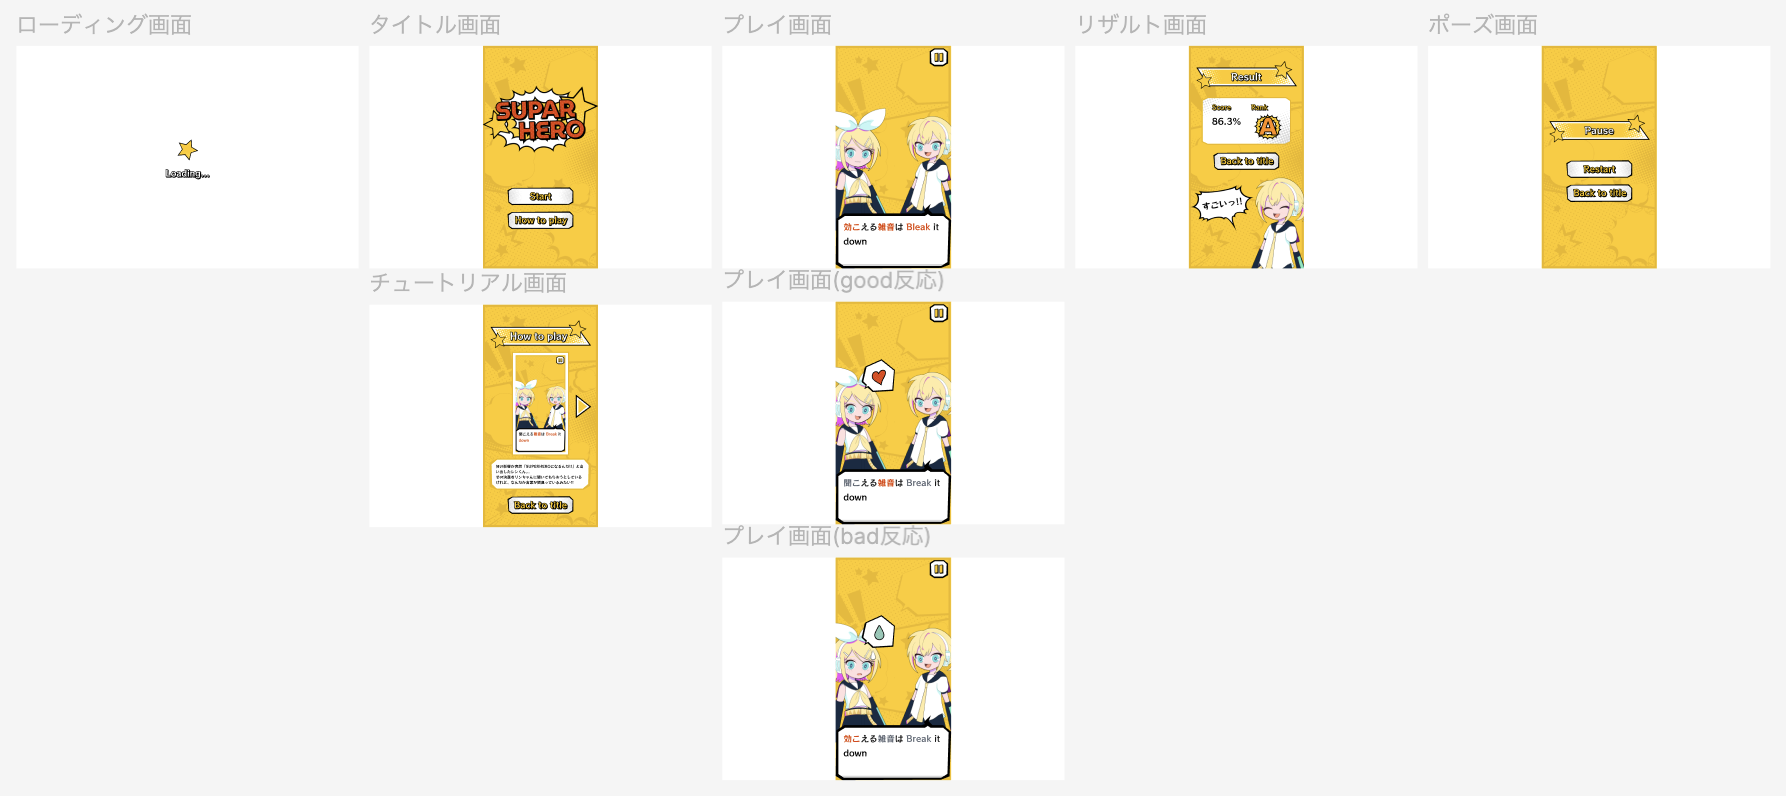 ローディング画面
Loading...
タイトル画面
SUPAR
HERO
Start
How to play
プレイ画面
効こえる雑音は Bleak it
down
リザルト画面
Result
Score
Rank
86.3%
A
Back to title
すごいっ!!
ポーズ画面
Pause
Restart
Back to title
チュートリアル画面
How to play
聞こえる雑音は Break it
down
Back to title
プレイ画面(good反応)
聞こえる雑音は Break it
down
プレイ画面(bad反応)
効こえる雑音は Break it
down